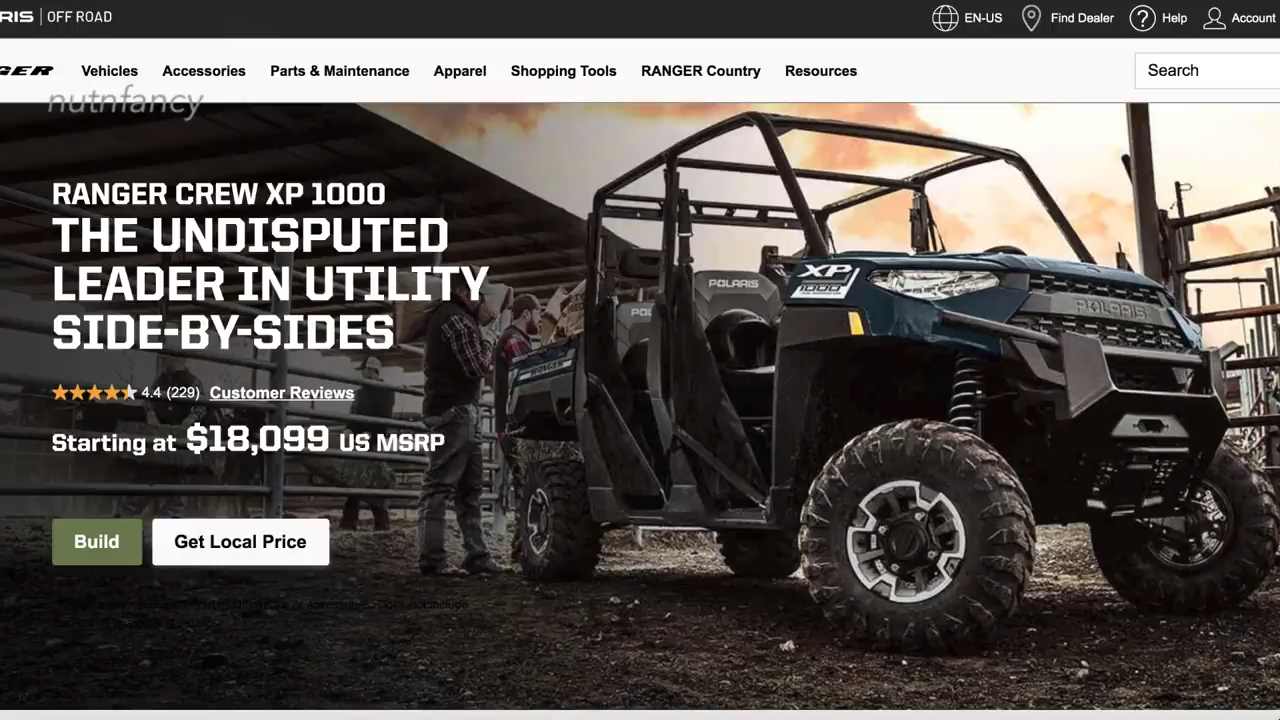 RIS | OFF ROAD
EN-US
Find Dealer
Help
Account
GER
Vehicles
Accessories
Parts & Maintenance
Apparel
Shopping Tools
RANGER Country
Resources
Search
nutnfancy
RANGER CREW XP 1000
THE UNDISPUTED
LEADER IN UTILITY
SIDE-BY-SIDES
4.4 (229) Customer Reviews
Starting at $18,099 US MSRP
Build
Get Local Price
XP
1000
POLARIS
POLARIS
RANGER